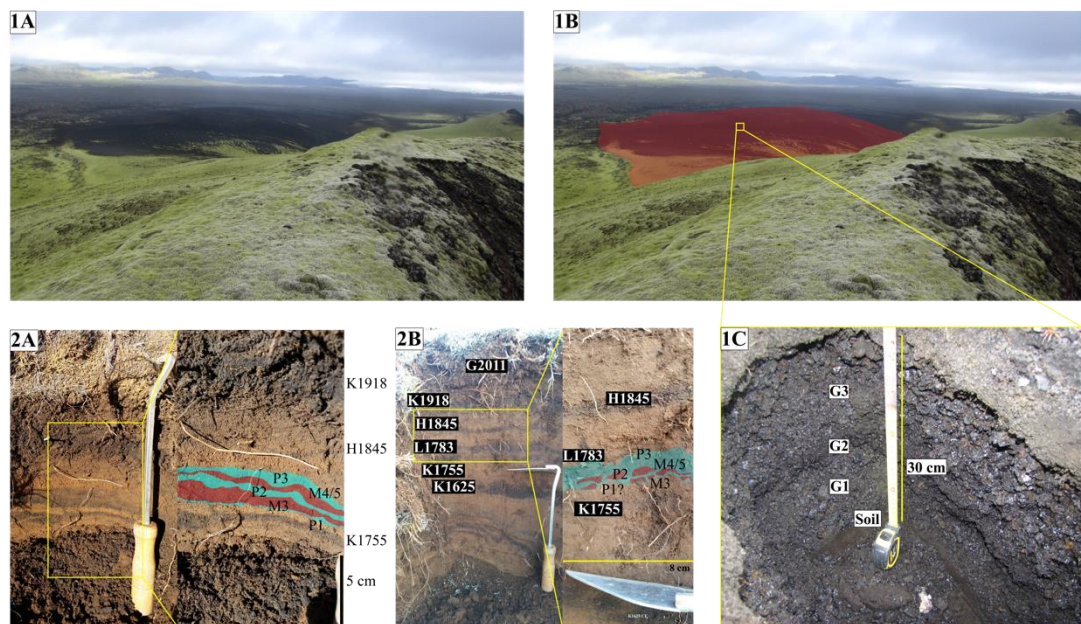 1A
1B
2A
K1918
H1845
P3
P2
M4/5
M3
P1
K1755
5 cm
2B
G2011
K1918
H1845
L1783
K1755
K1625
H1845
L1783
P3
P2
M4/5
P1?
M3
K1755
8 cm
1C
G3
G2
30 cm
G1
Soil